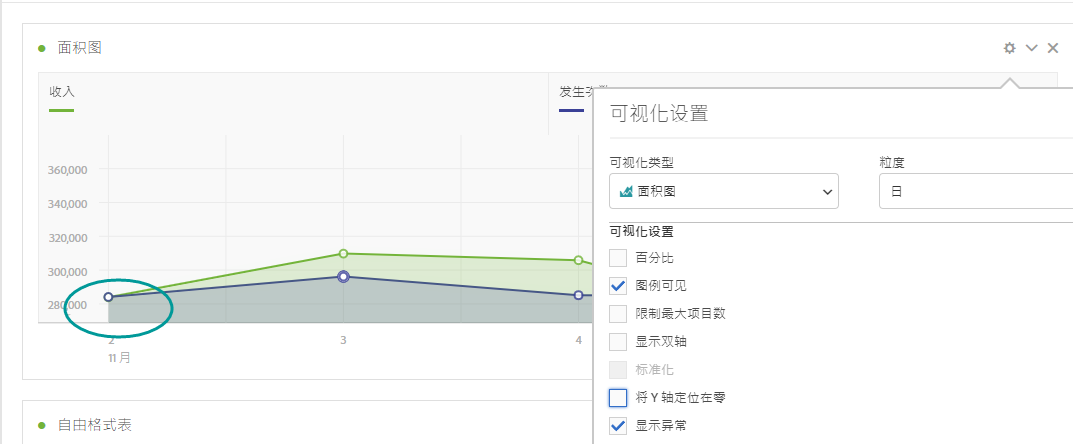 面积图
收入
发生次数
360,000
340,000
320,000
300,000
280,000
2
3
4
11 月
自由格式表
可视化设置
可视化类型
粒度
面积图
日
可视化设置
百分比
图例可见
限制最大项目数
显示双轴
标准化
将 Y 轴定位在零
显示异常